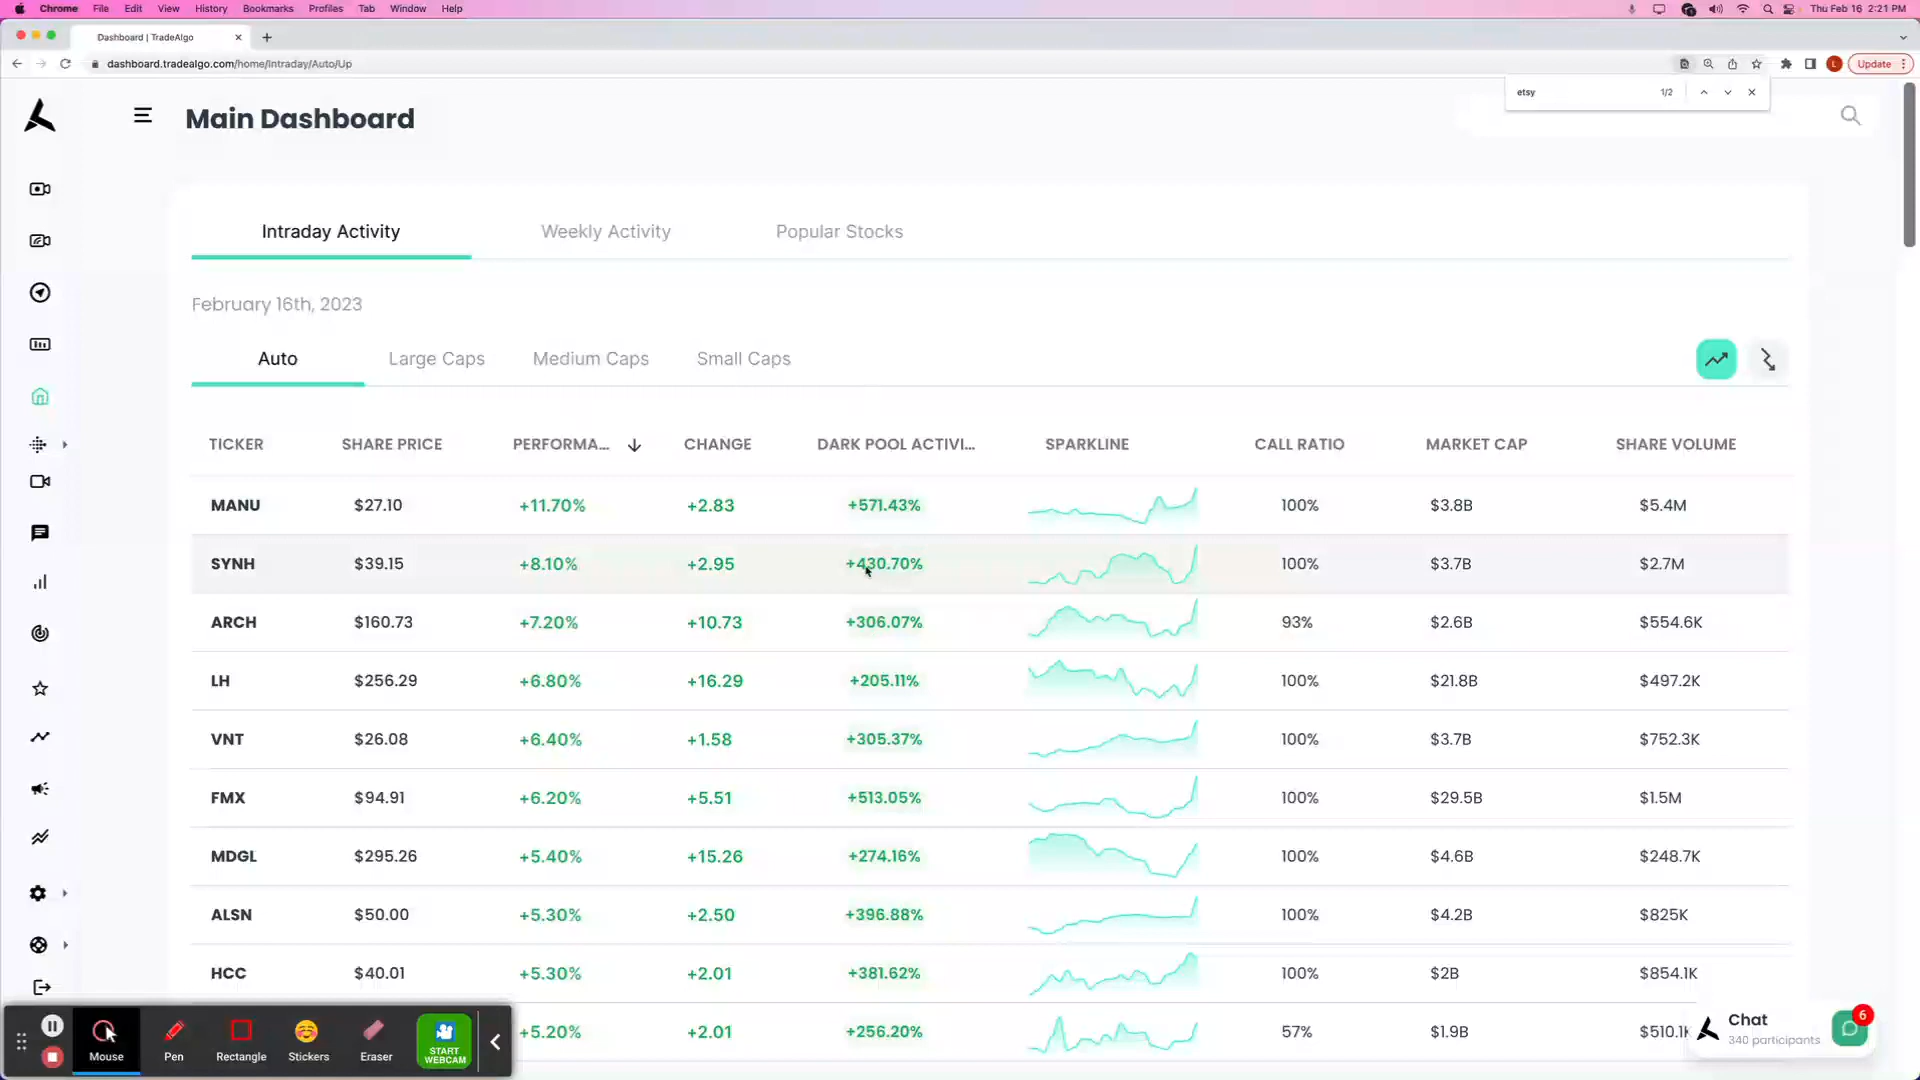 Chrome File Edit View History Bookmarks Profiles Tab Window Help Thu Feb 16 2:21 PM
Dashboard | TradeAlgo
dashboard.tradealgo.com/home/Intraday/Auto/Up L Update
etsy 1/2
Main Dashboard
Intraday Activity Weekly Activity Popular Stocks
February 16th, 2023
Auto Large Caps Medium Caps Small Caps
TICKER SHARE PRICE PERFORMA... CHANGE DARK POOL ACTIVI... SPARKLINE CALL RATIO MARKET CAP SHARE VOLUME
MANU $27.10 +11.70% +2.83 +571.43% 100% $3.8B $5.4M
SYNH $39.15 +8.10% +2.95 +430.70% 100% $3.7B $2.7M
ARCH $160.73 +7.20% +10.73 +306.07% 93% $2.6B $554.6K
LH $256.29 +6.80% +16.29 +205.11% 100% $21.8B $497.2K
VNT $26.08 +6.40% +1.58 +305.37% 100% $3.7B $752.3K
FMX $94.91 +6.20% +5.51 +513.05% 100% $29.5B $1.5M
MDGL $295.26 +5.40% +15.26 +274.16% 100% $4.6B $248.7K
ALSN $50.00 +5.30% +2.50 +396.88% 100% $4.2B $825K
HCC $40.01 +5.30% +2.01 +381.62% 100% $2B $854.1K
+5.20% +2.01 +256.20% 57% $1.9B $510.1K
Chat 6
340 participants
Mouse Pen Rectangle Stickers Eraser START WEBCAM